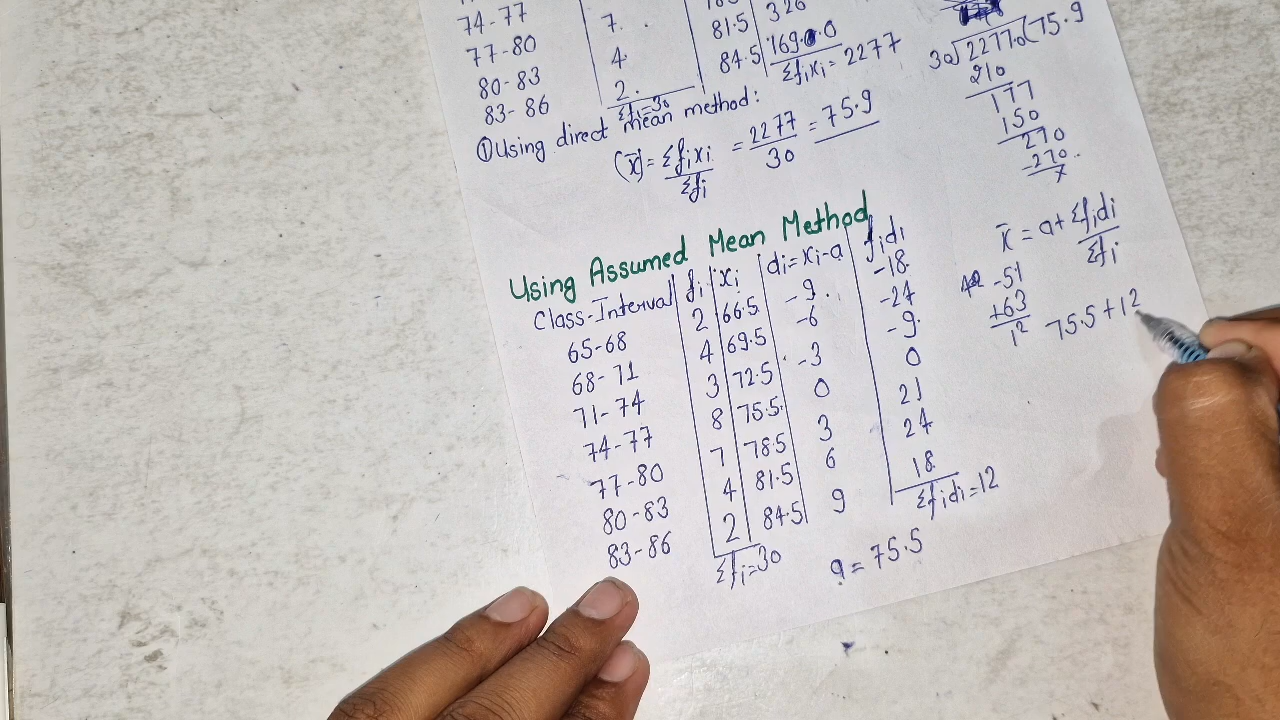 74-77 7.
77-80 4 81.5 326
80-83 2. 84.5 169.0
83-86 Σfi=30 Σfixi = 2277
30)2277.0(75.9
210
177
150
270
-270
x
①Using direct mean method:
(x̄) = Σfixi/Σfi = 2277/30 = 75.9
Using Assumed Mean Method
Class-Interval fi xi di=xi-a fidi
65-68 2 66.5 -9. -18
68-71 4 69.5 -6 -24
71-74 3 72.5 -3 -9
74-77 8 75.5 0 0
77-80 7 78.5 3 21
80-83 4 81.5 6 24
83-86 2 84.5 9 18
Σfi=30 Σfidi=12
a = 75.5
x̄ = a+Σfidi/Σfi
-51
+63
12
75.5+12